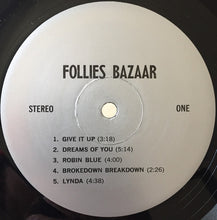 FOLLIES BAZAAR
STEREO ONE
1. GIVE IT UP (3:18)
2. DREAMS OF YOU (5:14)
3. ROBIN BLUE (4:00)
4. BROKEDOWN BREAKDOWN (2:26)
5. LYNDA (4:38)